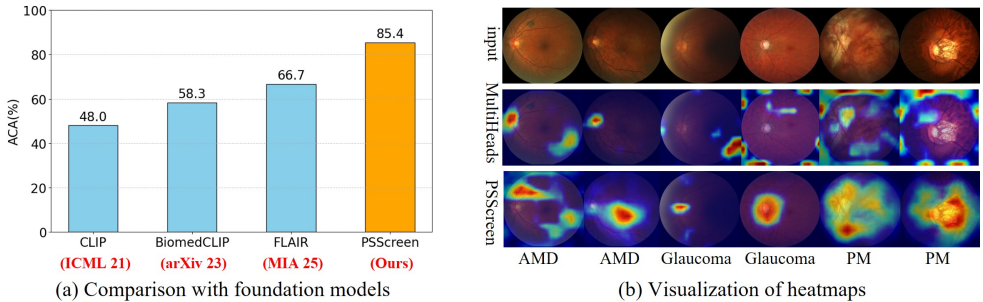 100
80
60
40
20
0
ACA(%)
48.0
58.3
66.7
85.4
CLIP
BiomedCLIP
FLAIR
PSScreen
(ICML 21)
(arXiv 23)
(MIA 25)
(Ours)
(a) Comparison with foundation models
input
MultiHeads
PSScreen
AMD
AMD
Glaucoma
Glaucoma
PM
PM
(b) Visualization of heatmaps